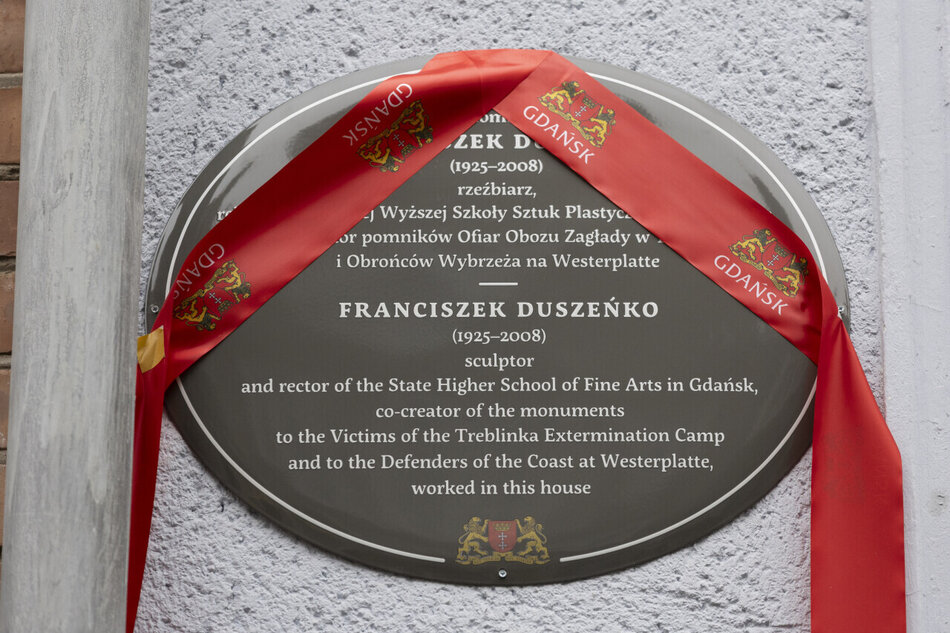 GDAŃSK
GDAŃSK
(1925–2008)
rzeźbiarz,
Wyższej Szkoły Sztuk
pomników Ofiar Obozu Zagłady w
i Obrońców Wybrzeża na Westerplatte
GDAŃSK
GDAŃSK
FRANCISZEK DUSZEŃKO
(1925–2008)
sculptor
and rector of the State Higher School of Fine Arts in Gdańsk,
co-creator of the monuments
to the Victims of the Treblinka Extermination Camp
and to the Defenders of the Coast at Westerplatte,
worked in this house